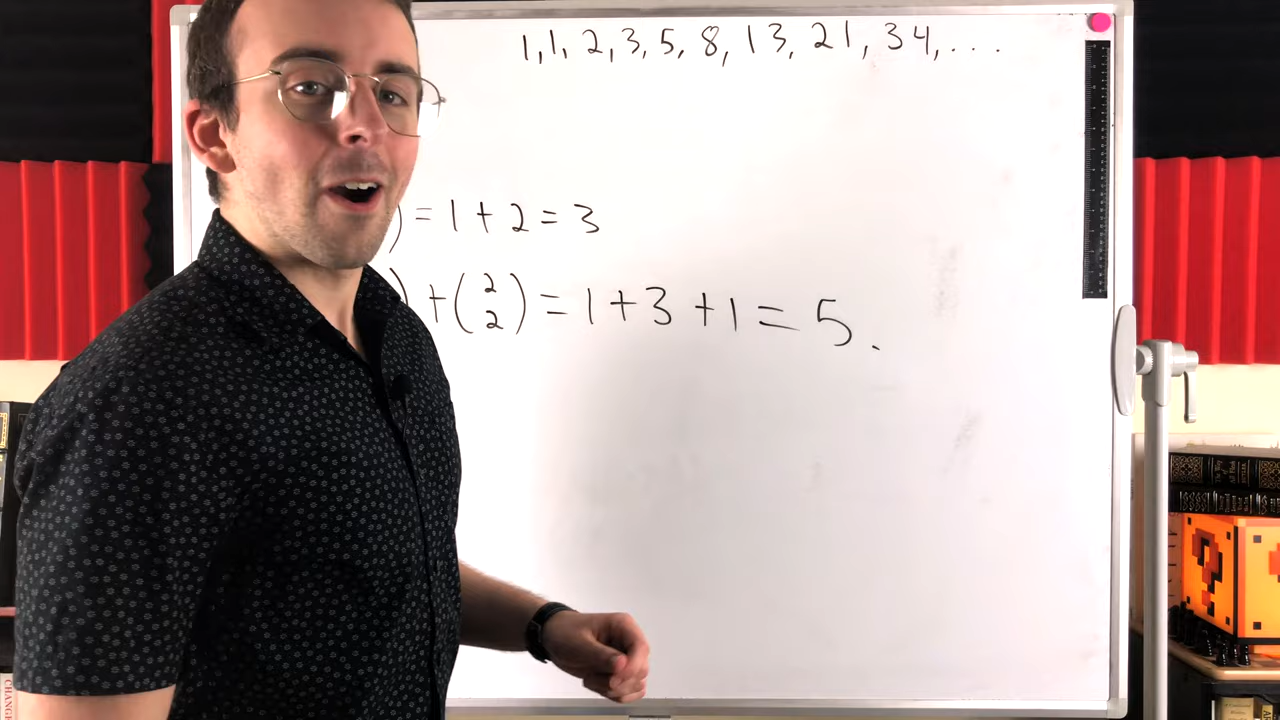 1, 1, 2, 3, 5, 8, 13, 21, 34, ...
) = 1 + 2 = 3
) + (2 2) = 1 + 3 + 1 = 5.